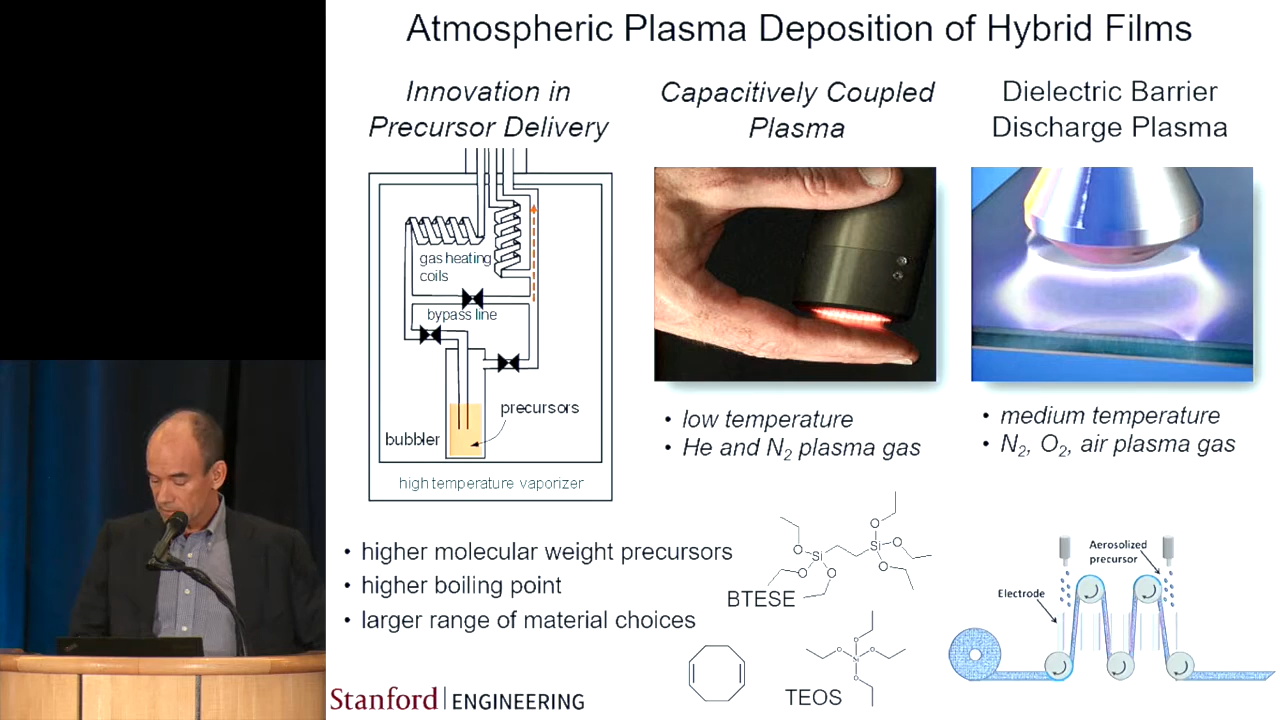 Atmospheric Plasma Deposition of Hybrid Films
Innovation in
Precursor Delivery
gas heating
coils
bypass line
precursors
bubbler
high temperature vaporizer
• higher molecular weight precursors
• higher boiling point
• larger range of material choices
Capacitively Coupled
Plasma
• low temperature
• He and N₂ plasma gas
Dielectric Barrier
Discharge Plasma
• medium temperature
• N₂, O₂, air plasma gas
O
O
Si
Si
O
O
O
O
BTESE
O
O
Si
O
O
TEOS
Aerosolized
precursor
Electrode
Stanford | ENGINEERING